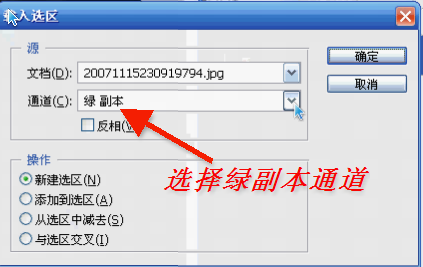 载入选区
源
确定
文档(D): 20071115230919794.jpg
取消
通道(C): 绿 副本
反相(V)
操作
选择绿副本通道
新建选区(N)
添加到选区(A)
从选区中减去(S)
与选区交叉(I)